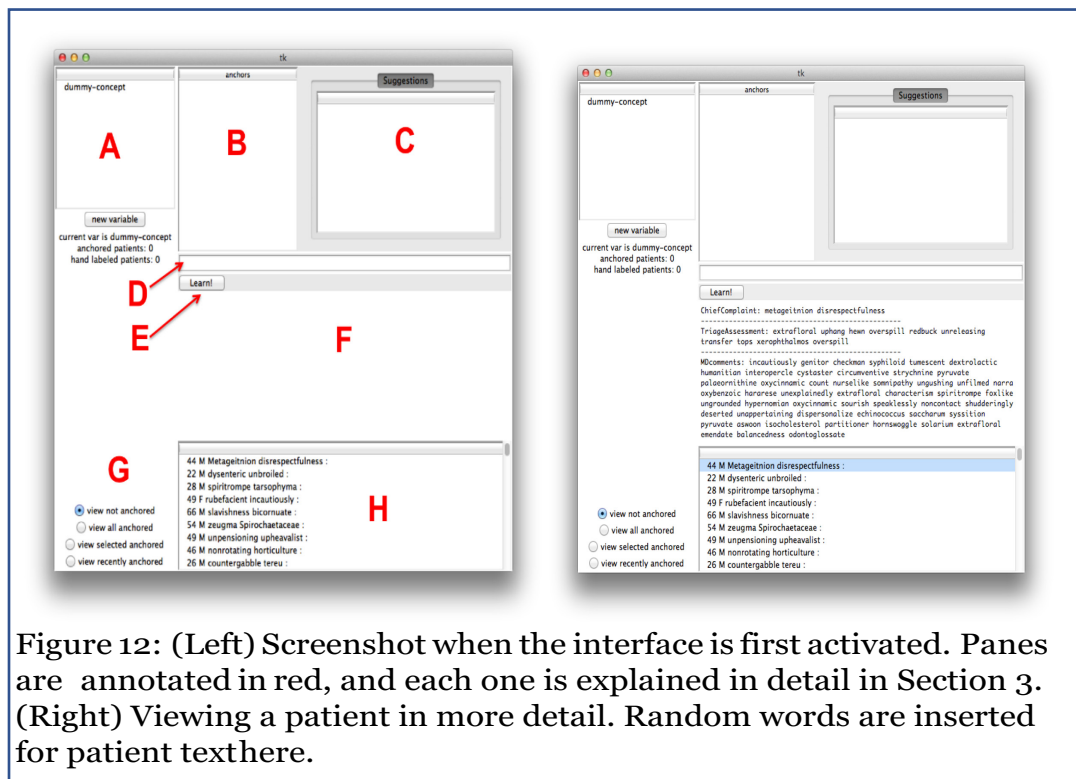 tk
anchors
Suggestions
dummy-concept
A
B
C
new variable
current var is dummy-concept
anchored patients: 0
hand labeled patients: 0
D
Learn!
E
F
G
view not anchored
view all anchored
view selected anchored
view recently anchored
44 M Metageitnion disrespectfulness :
22 M dysenteric unbroiled :
28 M spiritrompe tarsophyma :
49 F rubefacient incautiously :
66 M slavishness bicornuate :
54 M zeugma Spirochaetaceae :
49 M unpensioning upheavalist :
46 M nonrotating horticulture :
26 M countergabble tereu :
H
tk
anchors
Suggestions
dummy-concept
new variable
current var is dummy-concept
anchored patients: 0
hand labeled patients: 0
Learn!
ChiefComplaint: metageitnion disrespectfulness
--------------------------------------------------
TriageAssessment: extrafloral uphang hewn overspill redbuck unreleasing
transfer tops xerophthalmos overspill
--------------------------------------------------
MDcomments: incautiously genitor checkman syphiloid tumescent dextrolactic
humanitian interopercle cystaster circumventive strychnine pyruvate
palaeornithine oxycinnamic count nurselike somnipathy ungushing unfilmed narra
oxybenzoic hararese unexplainedly extrafloral characterism spiritrompe foxlike
ungrounded hypernomian oxycinnamic sourish speaklessly noncontact shudderingly
deserted unappertaining dispersonalize echinococcus saccharum syssition
pyruvate aswoon isocholesterol partitioner hornswoggle solarium extrafloral
emendate balancedness odontoglossate
view not anchored
view all anchored
view selected anchored
view recently anchored
44 M Metageitnion disrespectfulness :
22 M dysenteric unbroiled :
28 M spiritrompe tarsophyma :
49 F rubefacient incautiously :
66 M slavishness bicornuate :
54 M zeugma Spirochaetaceae :
49 M unpensioning upheavalist :
46 M nonrotating horticulture :
26 M countergabble tereu :
Figure 12: (Left) Screenshot when the interface is first activated. Panes
are annotated in red, and each one is explained in detail in Section 3.
(Right) Viewing a patient in more detail. Random words are inserted
for patient texthere.